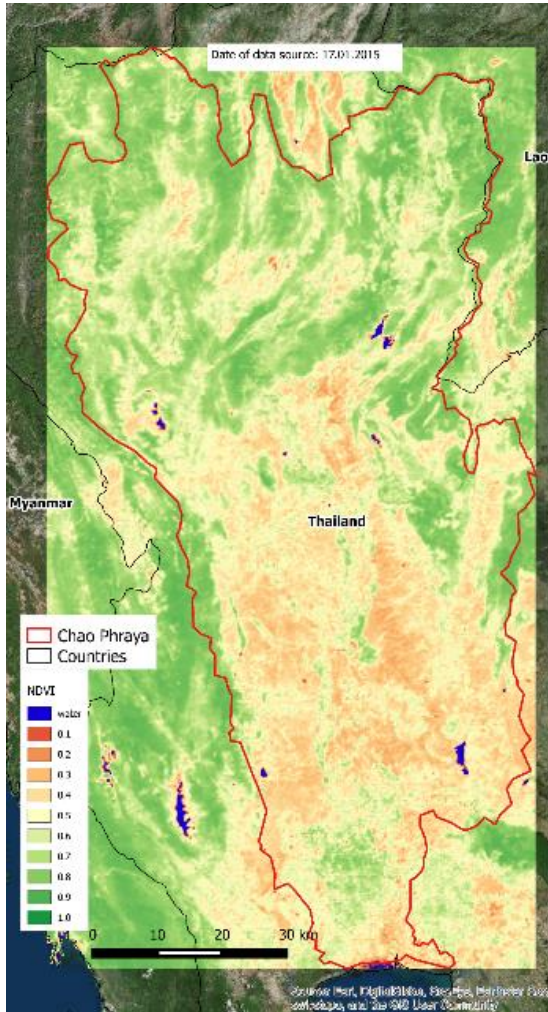 Date of data source: 17.01.2015
Lao
Myanmar
Thailand
Chao Phraya
Countries
NDVI
water
0.1
0.2
0.3
0.4
0.5
0.6
0.7
0.8
0.9
1.0
0 10 20 30 km
Source: Esri, DigitalGlobe, GeoEye, Earthstar Geo
and the GIS User Community